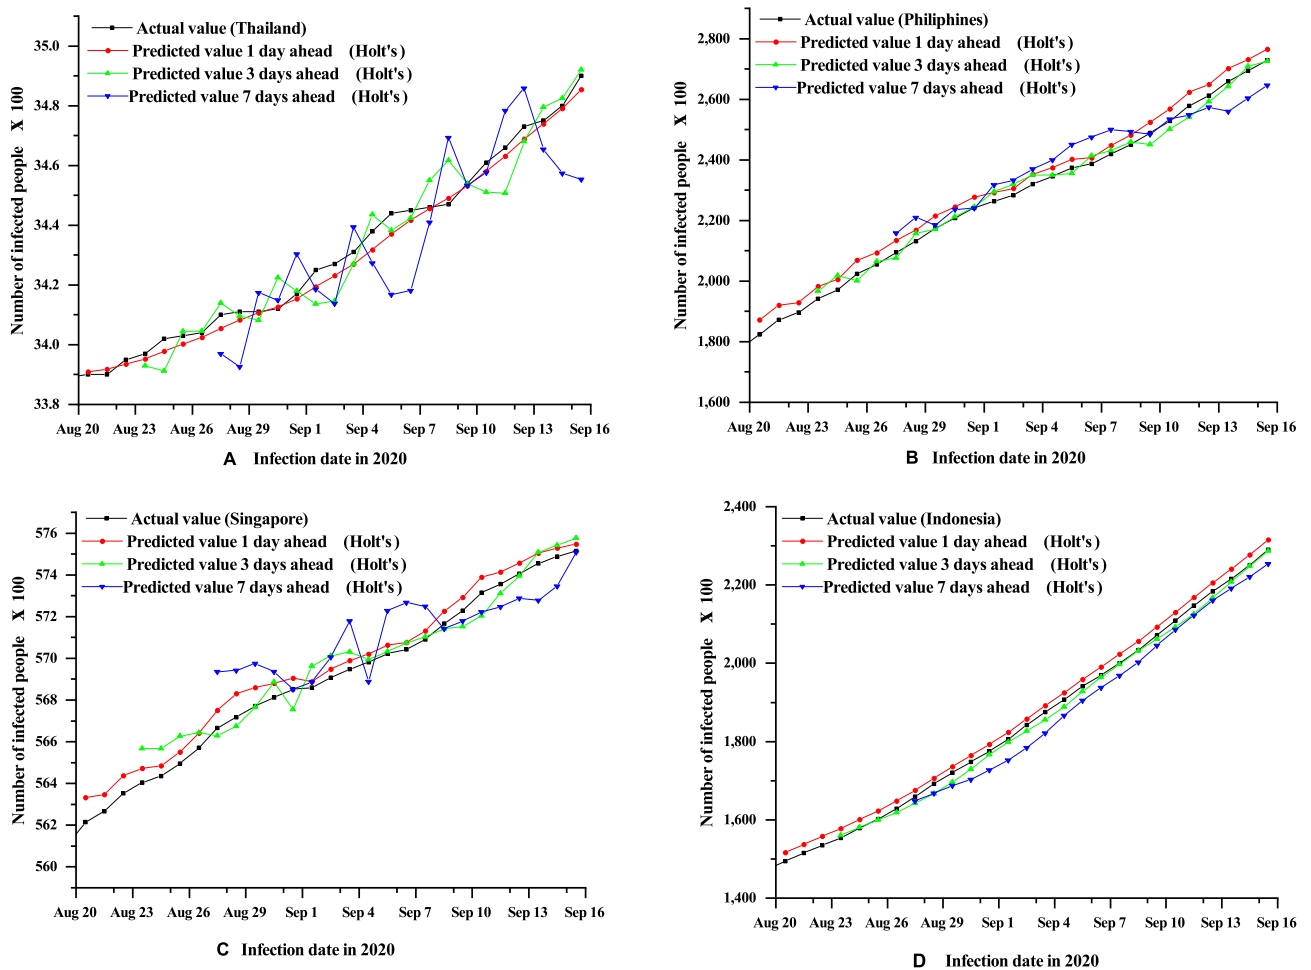 Actual value (Thailand)
Predicted value 1 day ahead (Holt's)
Predicted value 3 days ahead (Holt's)
Predicted value 7 days ahead (Holt's)
Number of infected people X 100
35.0
34.8
34.6
34.4
34.2
34.0
33.8
Aug 20 Aug 23 Aug 26 Aug 29 Sep 1 Sep 4 Sep 7 Sep 10 Sep 13 Sep 16
A Infection date in 2020
Actual value (Philiphines)
Predicted value 1 day ahead (Holt's)
Predicted value 3 days ahead (Holt's)
Predicted value 7 days ahead (Holt's)
Number of infected people X 100
2,800
2,600
2,400
2,200
2,000
1,800
1,600
Aug 20 Aug 23 Aug 26 Aug 29 Sep 1 Sep 4 Sep 7 Sep 10 Sep 13 Sep 16
B Infection date in 2020
Actual value (Singapore)
Predicted value 1 day ahead (Holt's)
Predicted value 3 days ahead (Holt's)
Predicted value 7 days ahead (Holt's)
Number of infected people X 100
576
574
572
570
568
566
564
562
560
Aug 20 Aug 23 Aug 26 Aug 29 Sep 1 Sep 4 Sep 7 Sep 10 Sep 13 Sep 16
C Infection date in 2020
Actual value (Indonesia)
Predicted value 1 day ahead (Holt's)
Predicted value 3 days ahead (Holt's)
Predicted value 7 days ahead (Holt's)
Number of infected people X 100
2,400
2,200
2,000
1,800
1,600
1,400
Aug 20 Aug 23 Aug 26 Aug 29 Sep 1 Sep 4 Sep 7 Sep 10 Sep 13 Sep 16
D Infection date in 2020